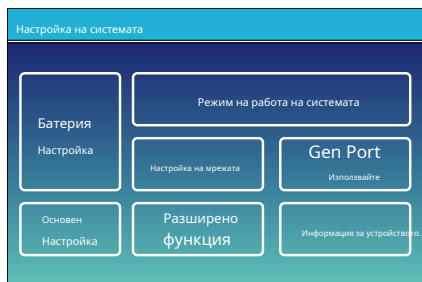 Настройка на системата
Батерия
Настройка
Режим на работа на системата
Настройка на мрежата
Gen Port
Използвайте
Основен
Настройка
Разширено
функция
Информация за устройството.